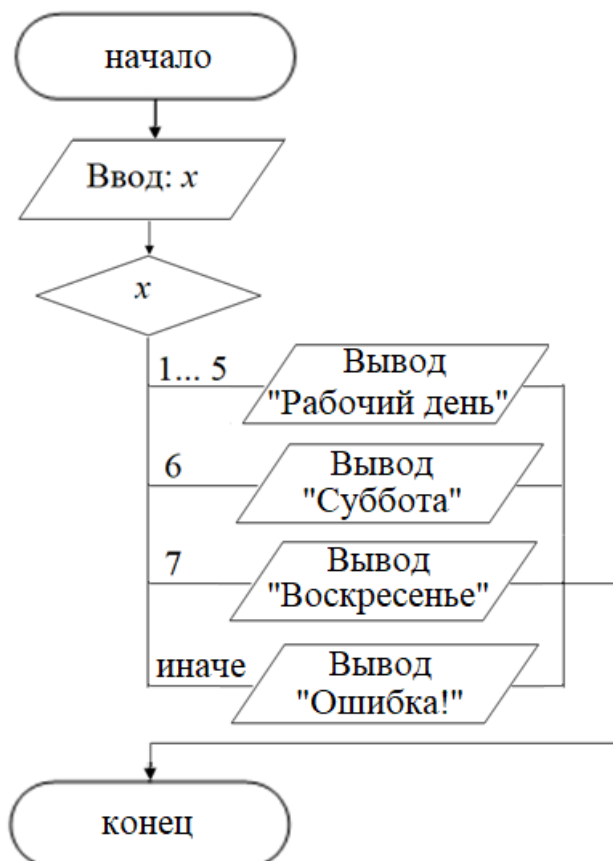 начало
Ввод: x
x
1... 5
Вывод
"Рабочий день"
6
Вывод
"Суббота"
7
Вывод
"Воскресенье"
иначе
Вывод
"Ошибка!"
конец